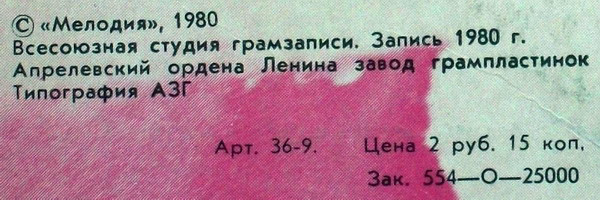 © «Мелодия», 1980
Всесоюзная студия грамзаписи. Запись 1980 г.
Апрелевский ордена Ленина завод грампластинок
Типография АЗГ
Арт. 36-9. Цена 2 руб. 15 коп.
Зак. 554—О—25000